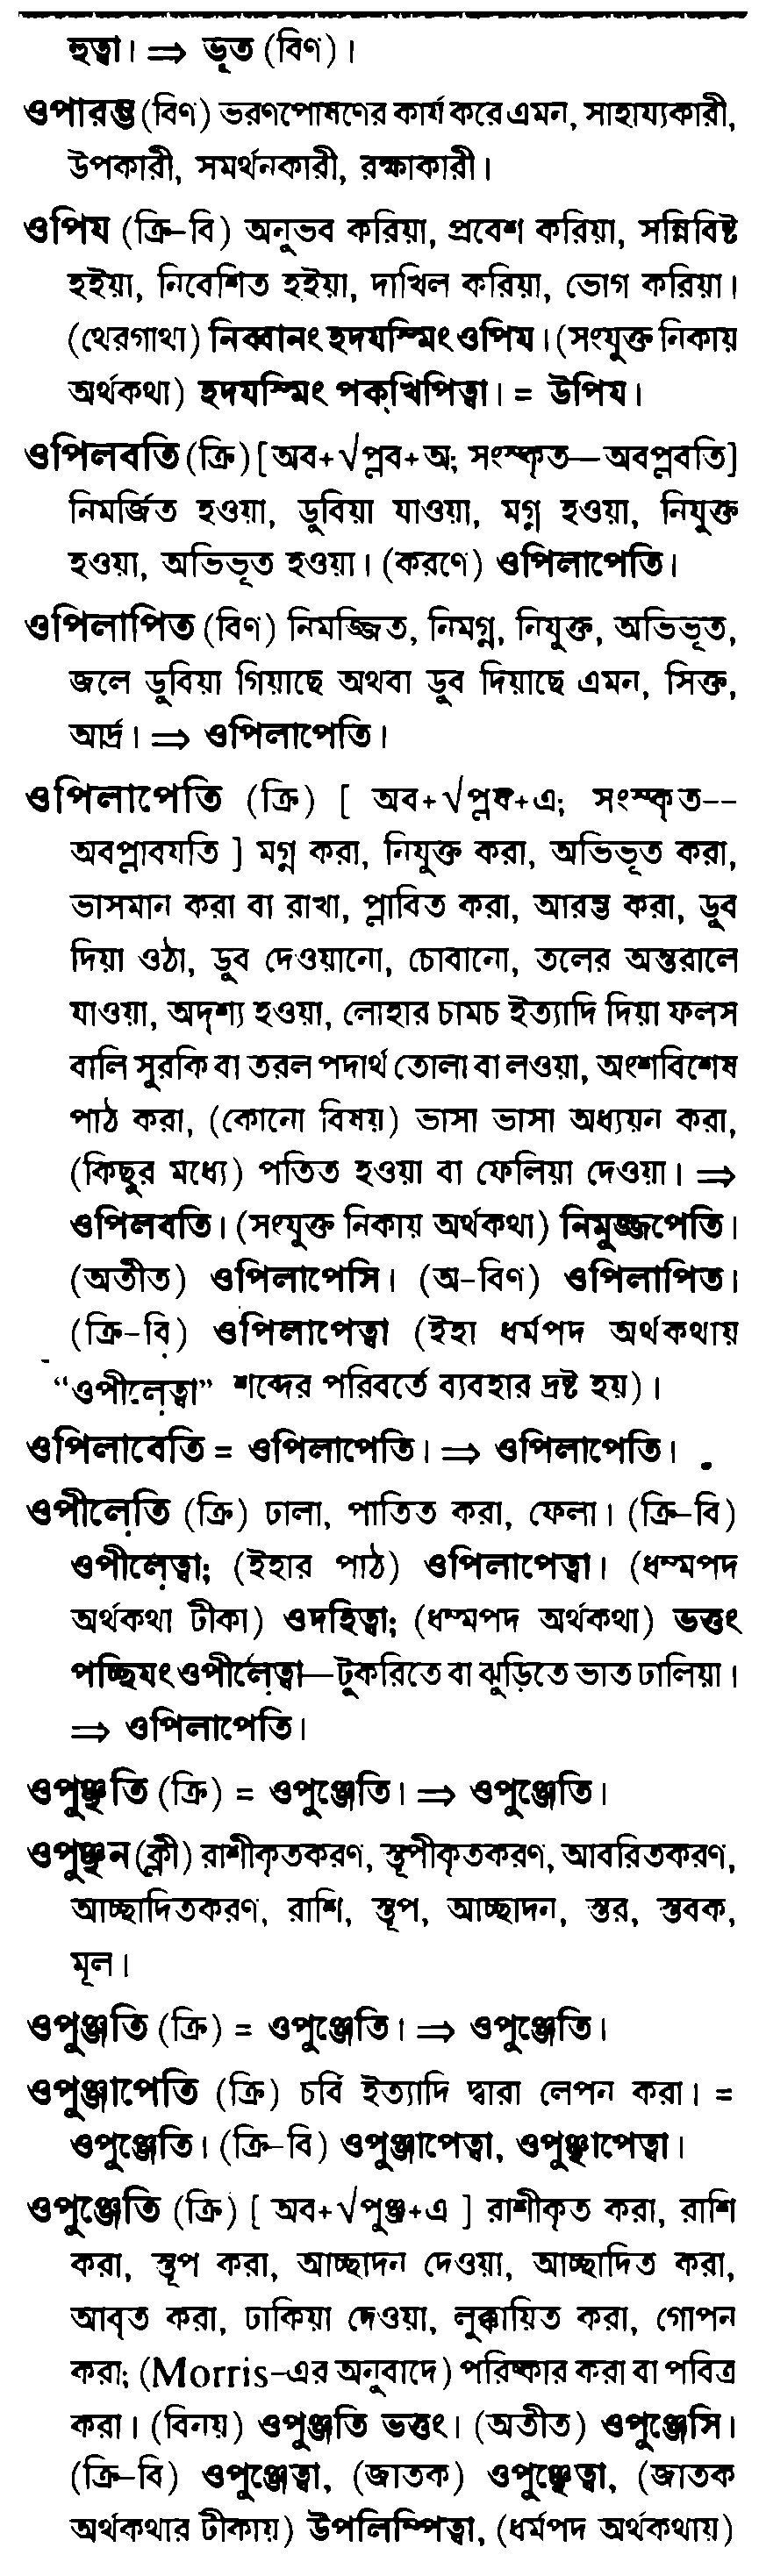 হুত্বা। ⇒ ভূত (বিণ)।
ওপারম্ভ (বিণ) ভরণপোষণের কার্য করে এমন, সাহায্যকারী,
উপকারী, সমর্থনকারী, রক্ষাকারী।
ওপিয (ক্রি-বি) অনুভব করিয়া, প্রবেশ করিয়া, সন্নিবিষ্ট
হইয়া, নিবেশিত হইয়া, দাখিল করিয়া, ভোগ করিয়া।
(থেরগাথা) নিব্বানং হদযস্মিং ওপিয। (সংযুক্ত নিকায়
অর্থকথা) হদযস্মিং পক্খিপিত্বা। = উপিয।
ওপিলবতি (ক্রি) [অব+√প্লব+অ; সংস্কৃত—অবপ্লবতি]
নিমর্জিত হওয়া, ডুবিয়া যাওয়া, মগ্ন হওয়া, নিযুক্ত
হওয়া, অভিভূত হওয়া। (করণে) ওপিলাপেতি।
ওপিলাপিত (বিণ) নিমজ্জিত, নিমগ্ন, নিযুক্ত, অভিভূত,
জলে ডুবিয়া গিয়াছে অথবা ডুব দিয়াছে এমন, সিক্ত,
আর্দ্র। ⇒ ওপিলাপেতি।
ওপিলাপেতি (ক্রি) [ অব+√প্লব+এ; সংস্কৃত--
অবপ্লাবযতি ] মগ্ন করা, নিযুক্ত করা, অভিভূত করা,
ভাসমান করা বা রাখা, প্লাবিত করা, আরম্ভ করা, ডুব
দিয়া ওঠা, ডুব দেওয়ানো, চোবানো, তলের অন্তরালে
যাওয়া, অদৃশ্য হওয়া, লোহার চামচ ইত্যাদি দিয়া ফলস
বালি সুরকি বা তরল পদার্থ তোলা বা লওয়া, অংশবিশেষ
পাঠ করা, (কোনো বিষয়) ভাসা ভাসা অধ্যয়ন করা,
(কিছুর মধ্যে) পতিত হওয়া বা ফেলিয়া দেওয়া। ⇒
ওপিলবতি। (সংযুক্ত নিকায় অর্থকথা) নিমুজ্জপেতি।
(অতীত) ওপিলাপেসি। (অ-বিণ) ওপিলাপিত।
(ক্রি-বি) ওপিলাপেত্বা (ইহা ধর্মপদ অর্থকথায়
“ওপীলে়ত্বা” শব্দের পরিবর্তে ব্যবহার দ্রষ্ট হয়)।
ওপিলাবেতি = ওপিলাপেতি। ⇒ ওপিলাপেতি।
ওপীলে়তি (ক্রি) ঢালা, পাতিত করা, ফেলা। (ক্রি-বি)
ওপীলে়ত্বা; (ইহার পাঠ) ওপিলাপেত্বা। (ধম্মপদ
অর্থকথা টীকা) ওদহিত্বা; (ধম্মপদ অর্থকথা) ভত্তং
পচ্ছিযং ওপীলে়ত্বা—টুকরিতে বা ঝুড়িতে ভাত ঢালিয়া।
⇒ ওপিলাপেতি।
ওপুঞ্ছতি (ক্রি) = ওপুঞ্জেতি। ⇒ ওপুঞ্জেতি।
ওপুঞ্ছন (ক্লী) রাশীকৃতকরণ, স্তূপীকৃতকরণ, আবরিতকরণ,
আচ্ছাদিতকরণ, রাশি, স্তূপ, আচ্ছাদন, স্তর, স্তবক,
মূল।
ওপুঞ্জতি (ক্রি) = ওপুঞ্জেতি। ⇒ ওপুঞ্জেতি।
ওপুঞ্জাপেতি (ক্রি) চর্বি ইত্যাদি দ্বারা লেপন করা। =
ওপুঞ্জেতি। (ক্রি-বি) ওপুঞ্জাপেত্বা, ওপুঞ্ছাপেত্বা।
ওপুঞ্জেতি (ক্রি) [ অব+√পুঞ্জ+এ ] রাশীকৃত করা, রাশি
করা, স্তূপ করা, আচ্ছাদন দেওয়া, আচ্ছাদিত করা,
আবৃত করা, ঢাকিয়া দেওয়া, লুক্কায়িত করা, গোপন
করা; (Morris-এর অনুবাদে) পরিষ্কার করা বা পবিত্র
করা। (বিনয়) ওপুঞ্জতি ভত্তং। (অতীত) ওপুঞ্জেসি।
(ক্রি-বি) ওপুঞ্জেত্বা, (জাতক) ওপুঞ্ছেত্বা, (জাতক
অর্থকথার টীকায়) উপলিম্পিত্বা, (ধর্মপদ অর্থকথায়)